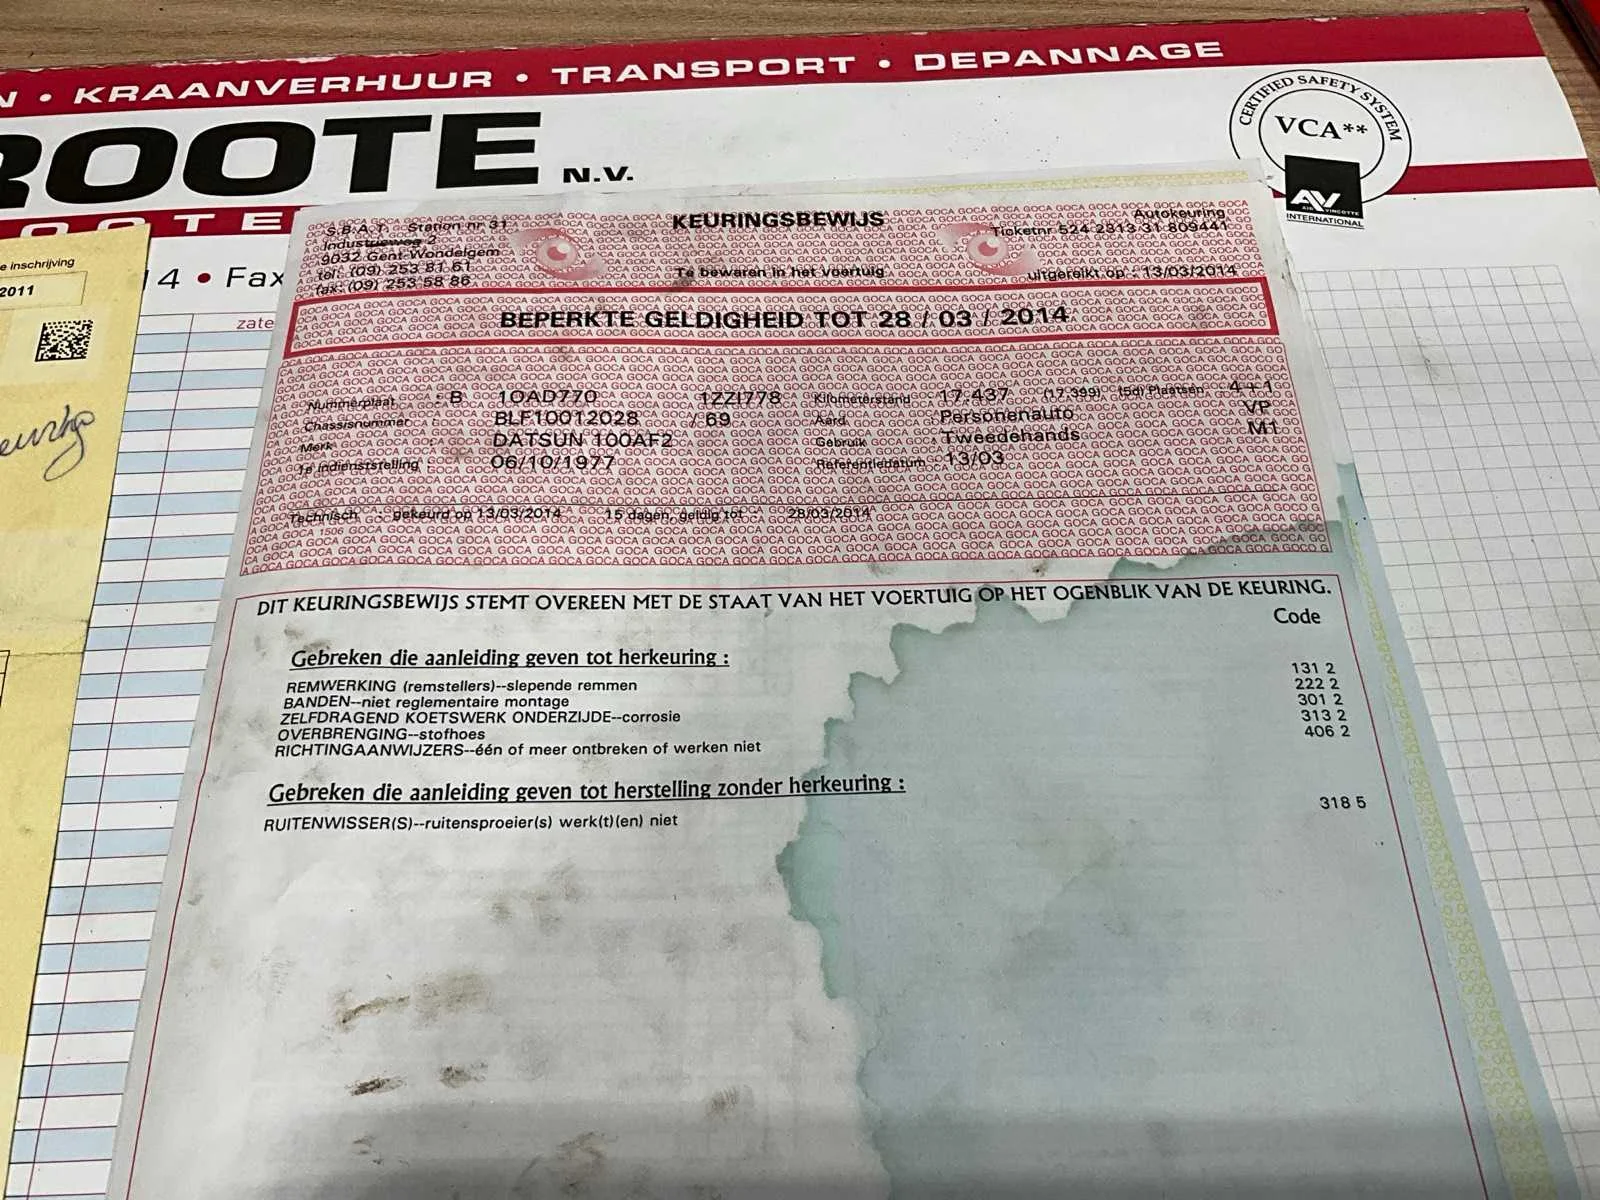 N • KRAANVERHUUR • TRANSPORT • DEPANNAGE
ROOTE N.V.
OOTE
CERTIFIED SAFETY SYSTEM
VCA**
AV
AIB VINÇOTTE
INTERNATIONAL
14 • Fax
zate
e inschrijving
2011
S.B.A.T. Station nr 31
Industrieweg 2
9032 Gent-Wondelgem
tel: (09) 253 81 61
fax: (09) 253 58 86
KEURINGSBEWIJS
Te bewaren in het voertuig
Autokeuring
Ticketnr 524 2313 31 809441
uitgereikt op : 13/03/2014
BEPERKTE GELDIGHEID TOT 28 / 03 / 2014
Nummerplaat : B 1OAD770 1ZZI778 Kilometerstand 17.437 (17.399) (5d) Plaatsen 4+1
Chassisnummer BLF10012028 / 69 Aard Personenauto VP
Merk : DATSUN 100AF2 Gebruik Tweedehands M1
1e indienststelling 06/10/1977 Referentiedatum 13/03
Technisch : gekeurd op 13/03/2014 15 dagen, geldig tot 28/03/2014
GOCA 1506
DIT KEURINGSBEWIJS STEMT OVEREEN MET DE STAAT VAN HET VOERTUIG OP HET OGENBLIK VAN DE KEURING.
Code
Gebreken die aanleiding geven tot herkeuring :
REMWERKING (remstellers)--slepende remmen 131 2
BANDEN--niet reglementaire montage 222 2
ZELFDRAGEND KOETSWERK ONDERZIJDE--corrosie 301 2
OVERBRENGING--stofhoes 313 2
RICHTINGAANWIJZERS--één of meer ontbreken of werken niet 406 2
Gebreken die aanleiding geven tot herstelling zonder herkeuring :
RUITENWISSER(S)--ruitensproeier(s) werk(t)(en) niet 318 5